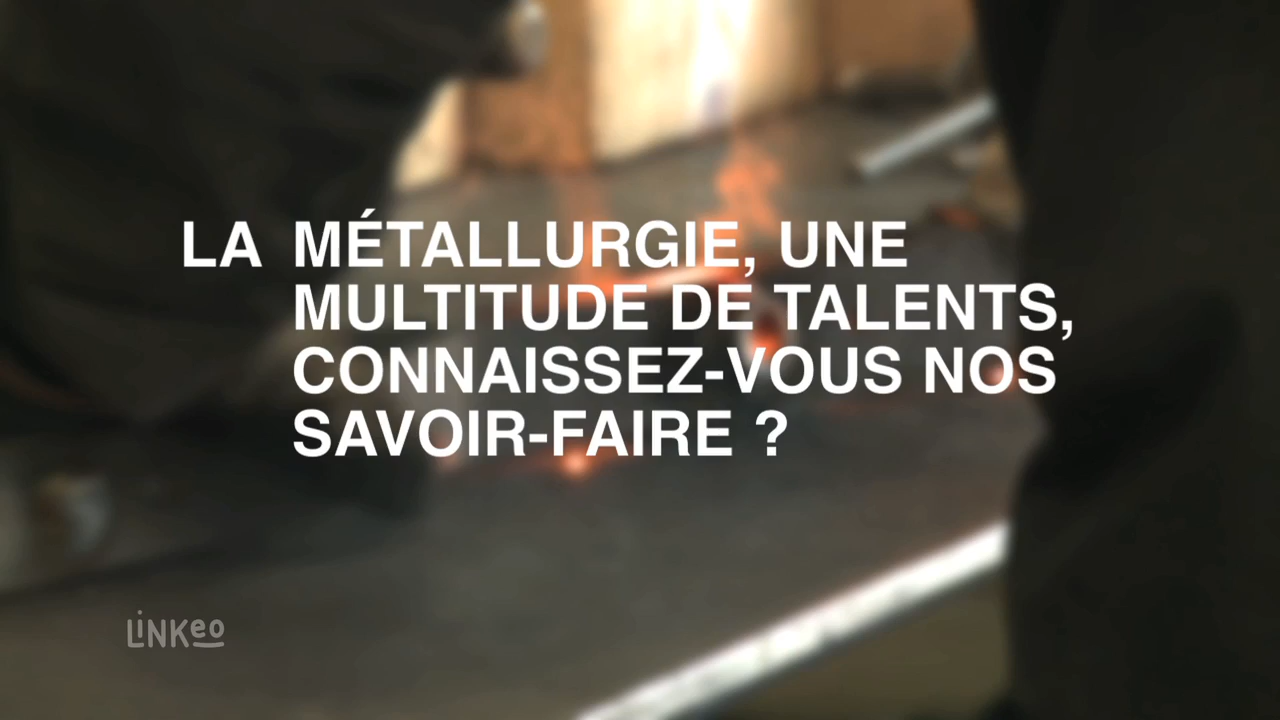 LA MÉTALLURGIE, UNE
MULTITUDE DE TALENTS,
CONNAISSEZ-VOUS NOS
SAVOIR-FAIRE ?
LiNKeo